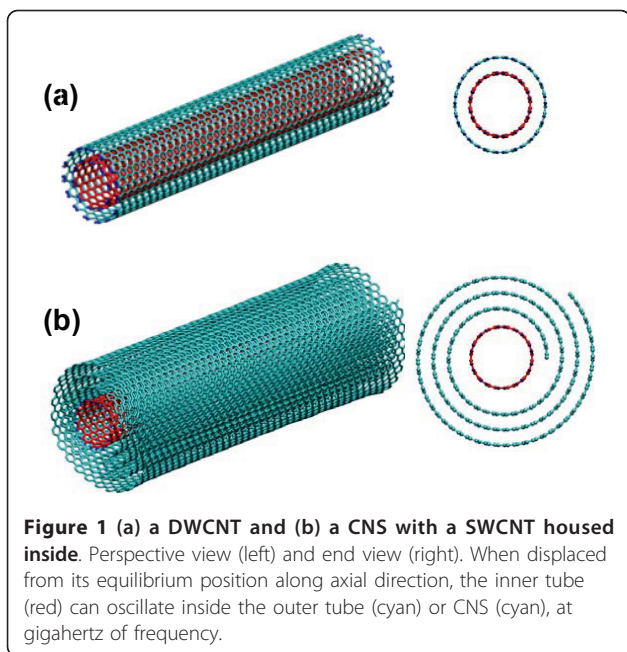 (a)
(b)
Figure 1 (a) a DWCNT and (b) a CNS with a SWCNT housed
inside. Perspective view (left) and end view (right). When displaced
from its equilibrium position along axial direction, the inner tube
(red) can oscillate inside the outer tube (cyan) or CNS (cyan), at
gigahertz of frequency.